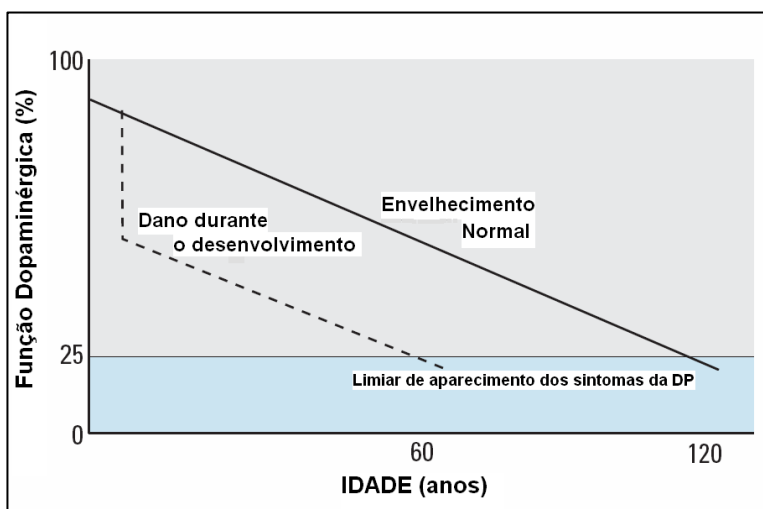 100
Função Dopaminérgica (%)
Envelhecimento
Normal
Dano durante
o desenvolvimento
25
Limiar de aparecimento dos sintomas da DP
0
60
120
IDADE (anos)